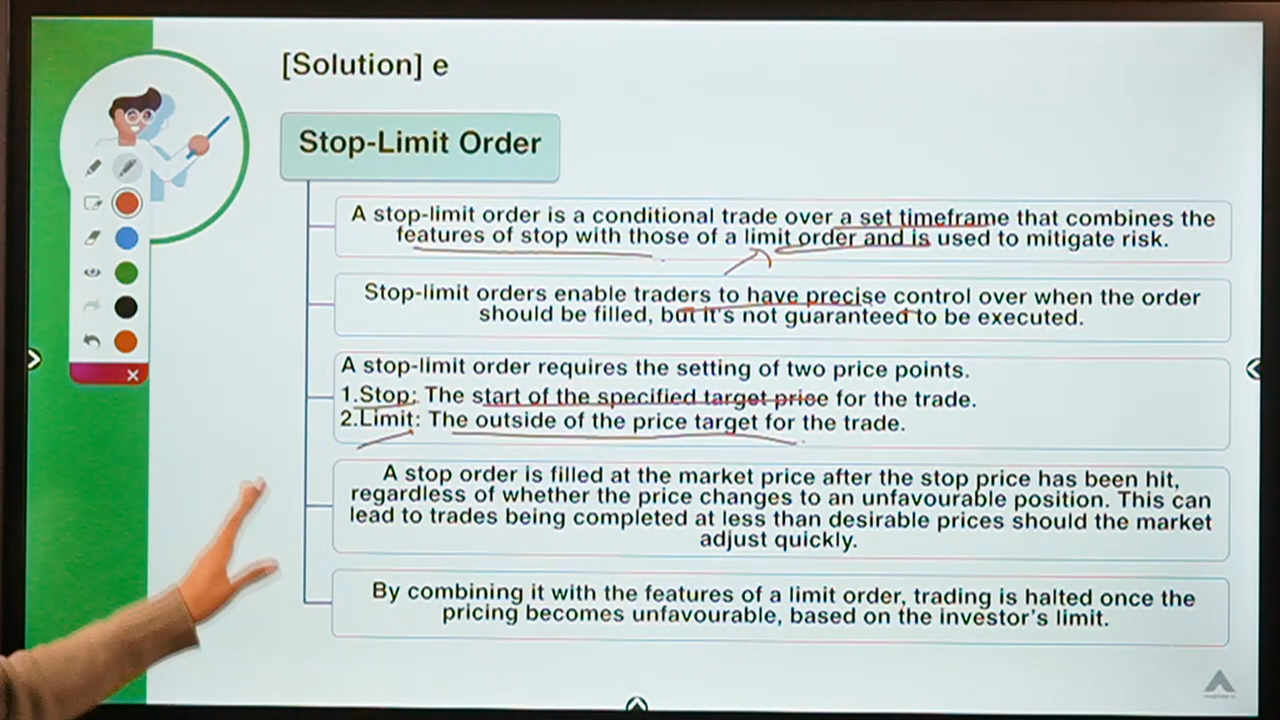 [Solution] e
Stop-Limit Order
A stop-limit order is a conditional trade over a set timeframe that combines the
features of stop with those of a limit order and is used to mitigate risk.
Stop-limit orders enable traders to have precise control over when the order
should be filled, but it's not guaranteed to be executed.
A stop-limit order requires the setting of two price points.
1.Stop: The start of the specified target price for the trade.
2.Limit: The outside of the price target for the trade.
A stop order is filled at the market price after the stop price has been hit,
regardless of whether the price changes to an unfavourable position. This can
lead to trades being completed at less than desirable prices should the market
adjust quickly.
By combining it with the features of a limit order, trading is halted once the
pricing becomes unfavourable, based on the investor's limit.